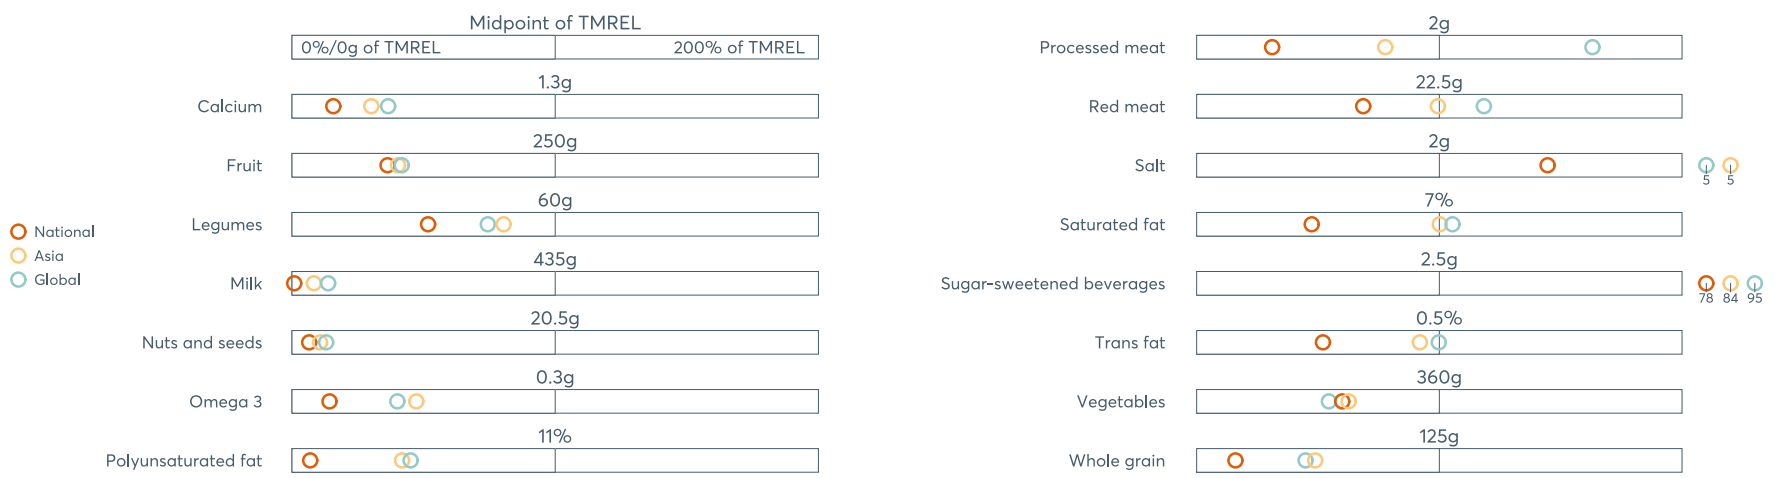 National
Asia
Global
Midpoint of TMREL
0%/0g of TMREL 200% of TMREL
1.3g
Calcium
250g
Fruit
60g
Legumes
435g
Milk
20.5g
Nuts and seeds
0.3g
Omega 3
11%
Polyunsaturated fat
2g
Processed meat
22.5g
Red meat
2g
Salt
5 5
7%
Saturated fat
2.5g
Sugar-sweetened beverages
78 84 95
0.5%
Trans fat
360g
Vegetables
125g
Whole grain